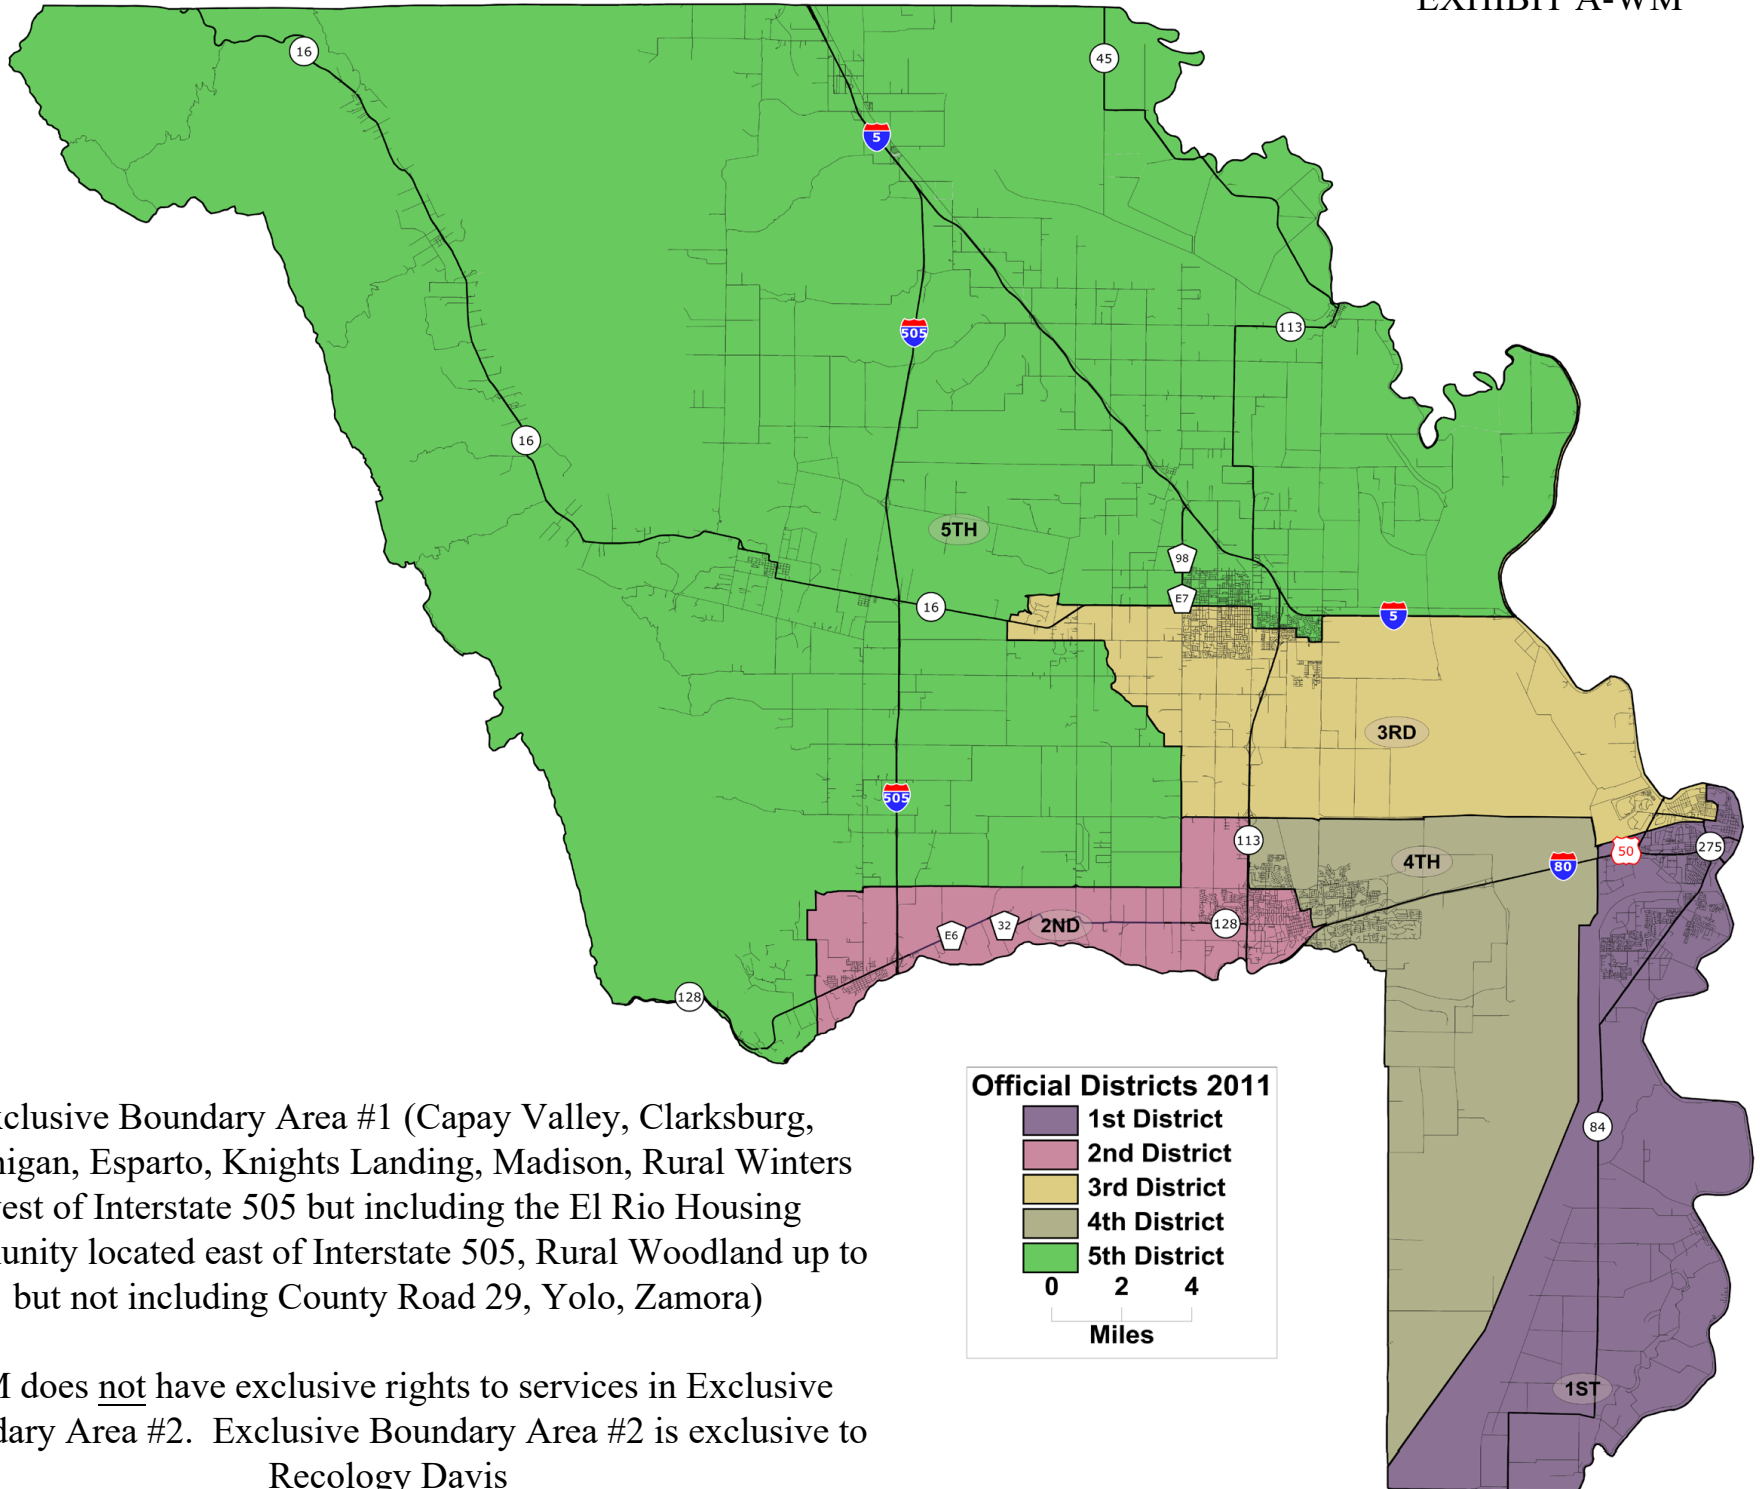 EXHIBIT A-WM
16
45
5
505
113
16
5TH
98
E7
16
5
3RD
505
113
4TH
80
50
275
E6
32
2ND
128
128
84
1ST
Official Districts 2011
1st District
2nd District
3rd District
4th District
5th District
0 2 4
Miles
clusive Boundary Area #1 (Capay Valley, Clarksburg,
nigan, Esparto, Knights Landing, Madison, Rural Winters
est of Interstate 505 but including the El Rio Housing
unity located east of Interstate 505, Rural Woodland up to
but not including County Road 29, Yolo, Zamora)
M does not have exclusive rights to services in Exclusive
dary Area #2. Exclusive Boundary Area #2 is exclusive to
Recology Davis